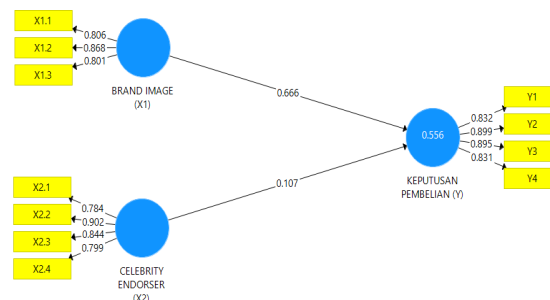 X1.1
0.806
X1.2
0.868
X1.3
0.801
BRAND IMAGE
(X1)
0.666
Y1
0.832
Y2
0.556
0.899
0.895
Y3
0.831
Y4
KEPUTUSAN
PEMBELIAN (Y)
0.107
X2.1
0.784
X2.2
0.902
X2.3
0.844
0.799
X2.4
CELEBRITY
ENDORSER
(X2)